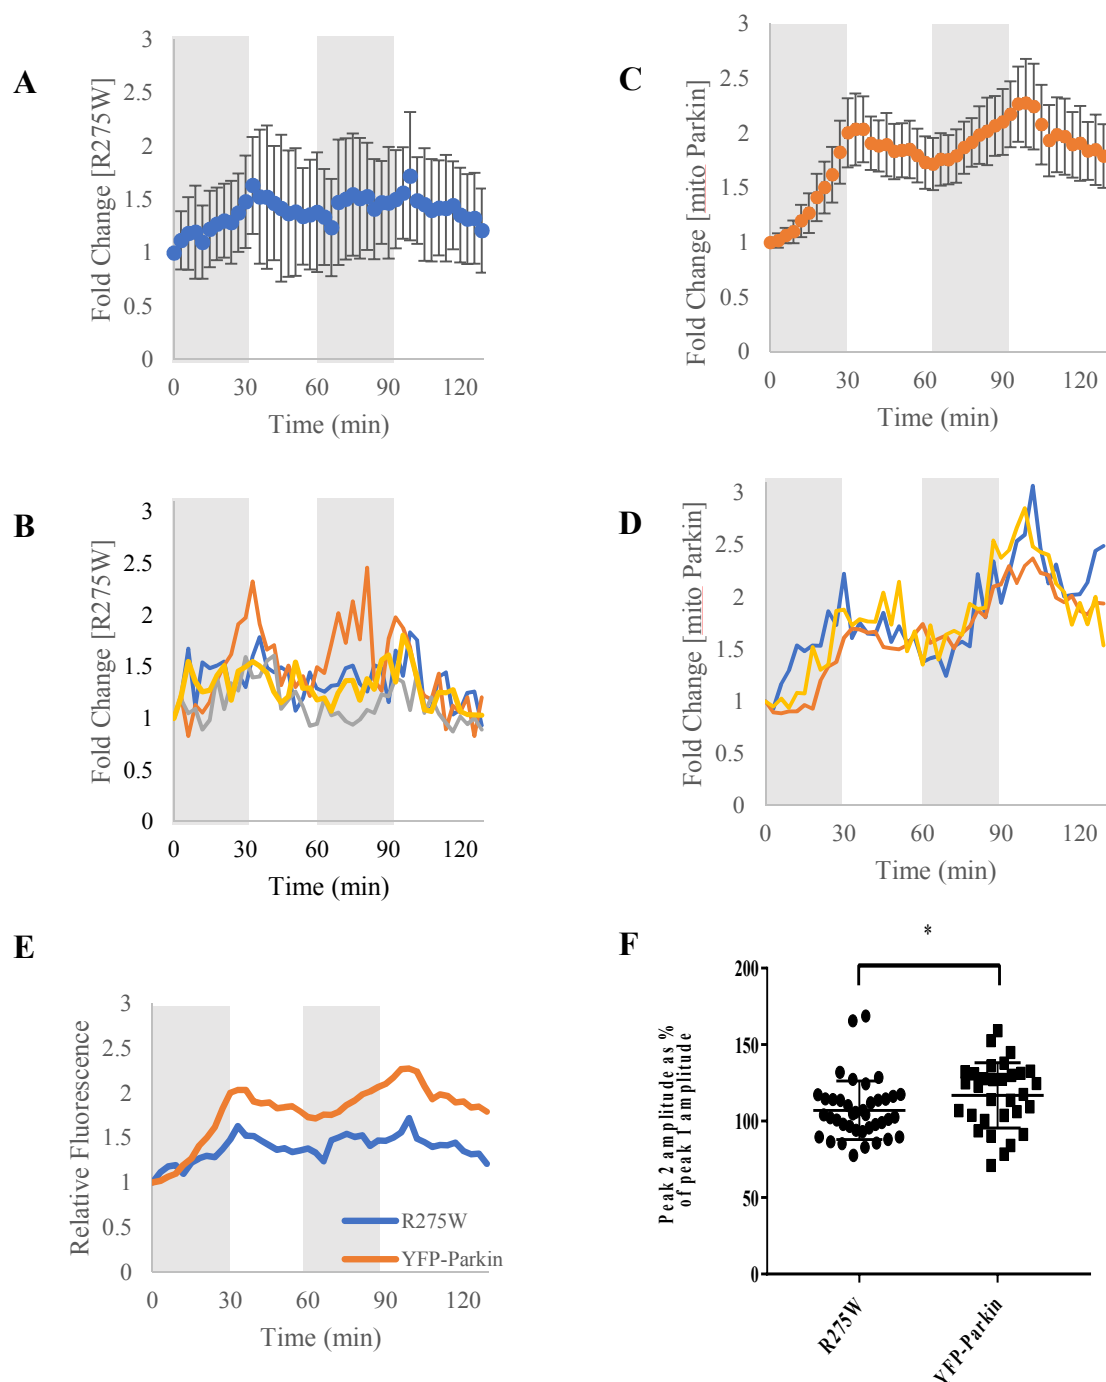 A
Fold Change [R275W]
3
2.5
2
1.5
1
0.5
0
0 30 60 90 120
Time (min)
C
Fold Change [mito Parkin]
3
2.5
2
1.5
1
0.5
0
0 30 60 90 120
Time (min)
B
Fold Change [R275W]
3
2.5
2
1.5
1
0.5
0
0 30 60 90 120
Time (min)
D
Fold Change [mito Parkin]
3
2.5
2
1.5
1
0.5
0
0 30 60 90 120
Time (min)
E
Relative Fluorescence
3
2.5
2
1.5
1
0.5
0
R275W
YFP-Parkin
0 30 60 90 120
Time (min)
F
*
Peak 2 amplitude as %
of peak 1 amplitude
200
150
100
50
0
R275W
YFP-Parkin